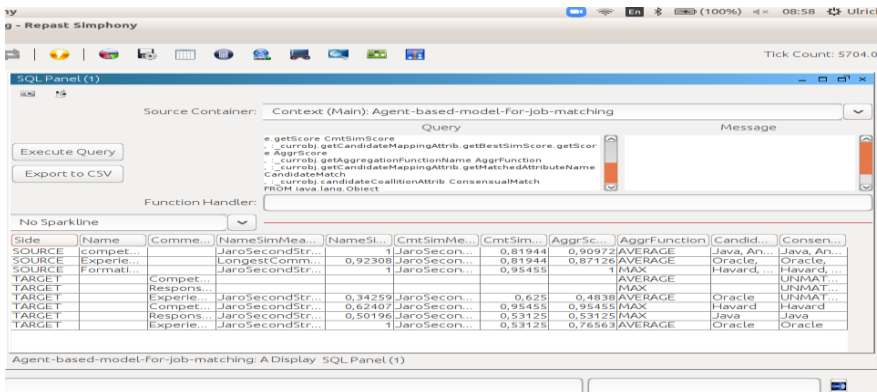 ny
En (100%) 08:58 Ulrich
g - Repast Simphony
Tick Count: 5704.0
SQL Panel (1)
Source Container: Context (Main): Agent-based-model-for-job-matching
Query Message
Execute Query
Export to CSV
e.getScore CmtSimScore
, :_currobj.getCandidateMappingAttrib.getBestSimScore.getScor
e AggrScore
, :_currobj.getAggregationFunctionName AggrFunction
, :_currobj.getCandidateMappingAttrib.getMatchedAttributeName
CandidateMatch
, :_currobj.candidateCoallitionAttrib ConsensualMatch
FROM java.lang.Object
Function Handler:
No Sparkline
Side Name Comme... NameSimMea... NameSi... CmtSimMe... CmtSim... AggrSc... AggrFunction Candid... Consen...
SOURCE compet... JaroSecondStr... 1 JaroSecon... 0,81944 0,90972 AVERAGE Java, An... Java, An...
SOURCE Experie... LongestComm... 0,92308 JaroSecon... 0,81944 0,87126 AVERAGE Oracle, Oracle,
SOURCE Formati... JaroSecondStr... 1 JaroSecon... 0,95455 1 MAX Havard, ... Havard, ...
TARGET Compet... AVERAGE UNMAT...
TARGET Respons... MAX UNMAT...
TARGET Experie... JaroSecondStr... 0,34259 JaroSecon... 0,625 0,4838 AVERAGE Oracle UNMAT...
TARGET Compet... JaroSecondStr... 0,62407 JaroSecon... 0,95455 0,95455 MAX Havard Havard
TARGET Respons... JaroSecondStr... 0,50196 JaroSecon... 0,53125 0,53125 MAX Java Java
TARGET Experie... JaroSecondStr... 1 JaroSecon... 0,53125 0,76563 AVERAGE Oracle Oracle
Agent-based-model-for-job-matching: A Display SQL Panel (1)